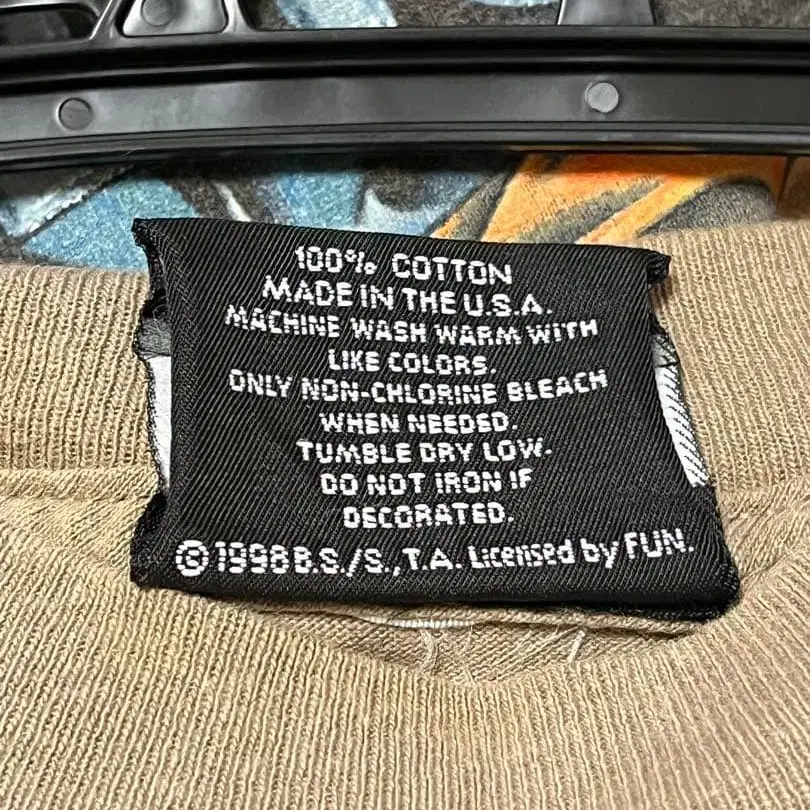 100% COTTON
MADE IN THE U.S.A.
MACHINE WASH WARM WITH
LIKE COLORS.
ONLY NON-CHLORINE BLEACH
WHEN NEEDED.
TUMBLE DRY LOW.
DO NOT IRON IF
DECORATED.
©1998 B.S./S., T.A. Licensed by FUN.